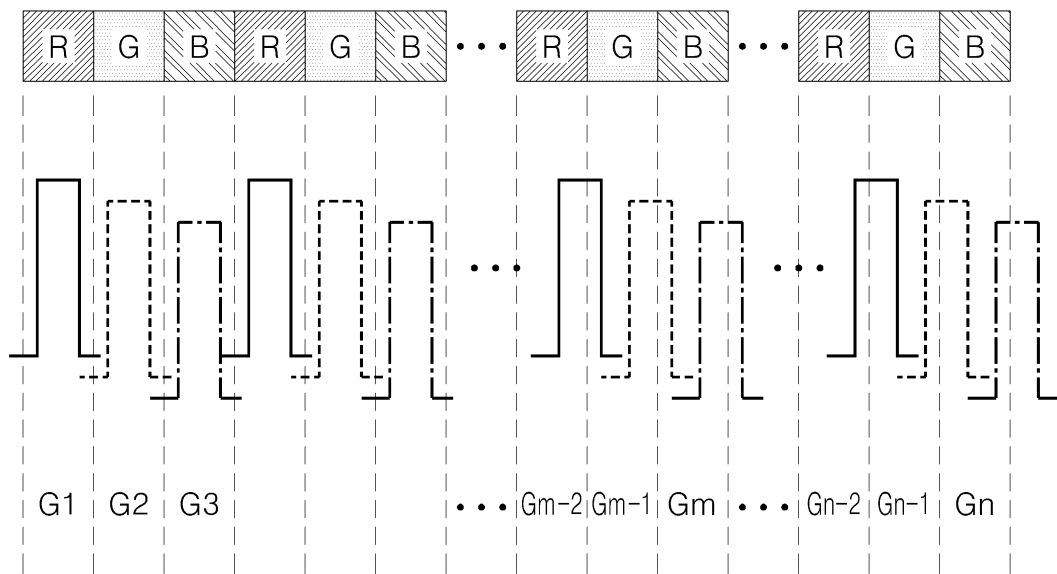 R G B R G B ••• R G B ••• R G B
••• •••
G1 G2 G3 ••• Gm-2 Gm-1 Gm ••• Gn-2 Gn-1 Gn